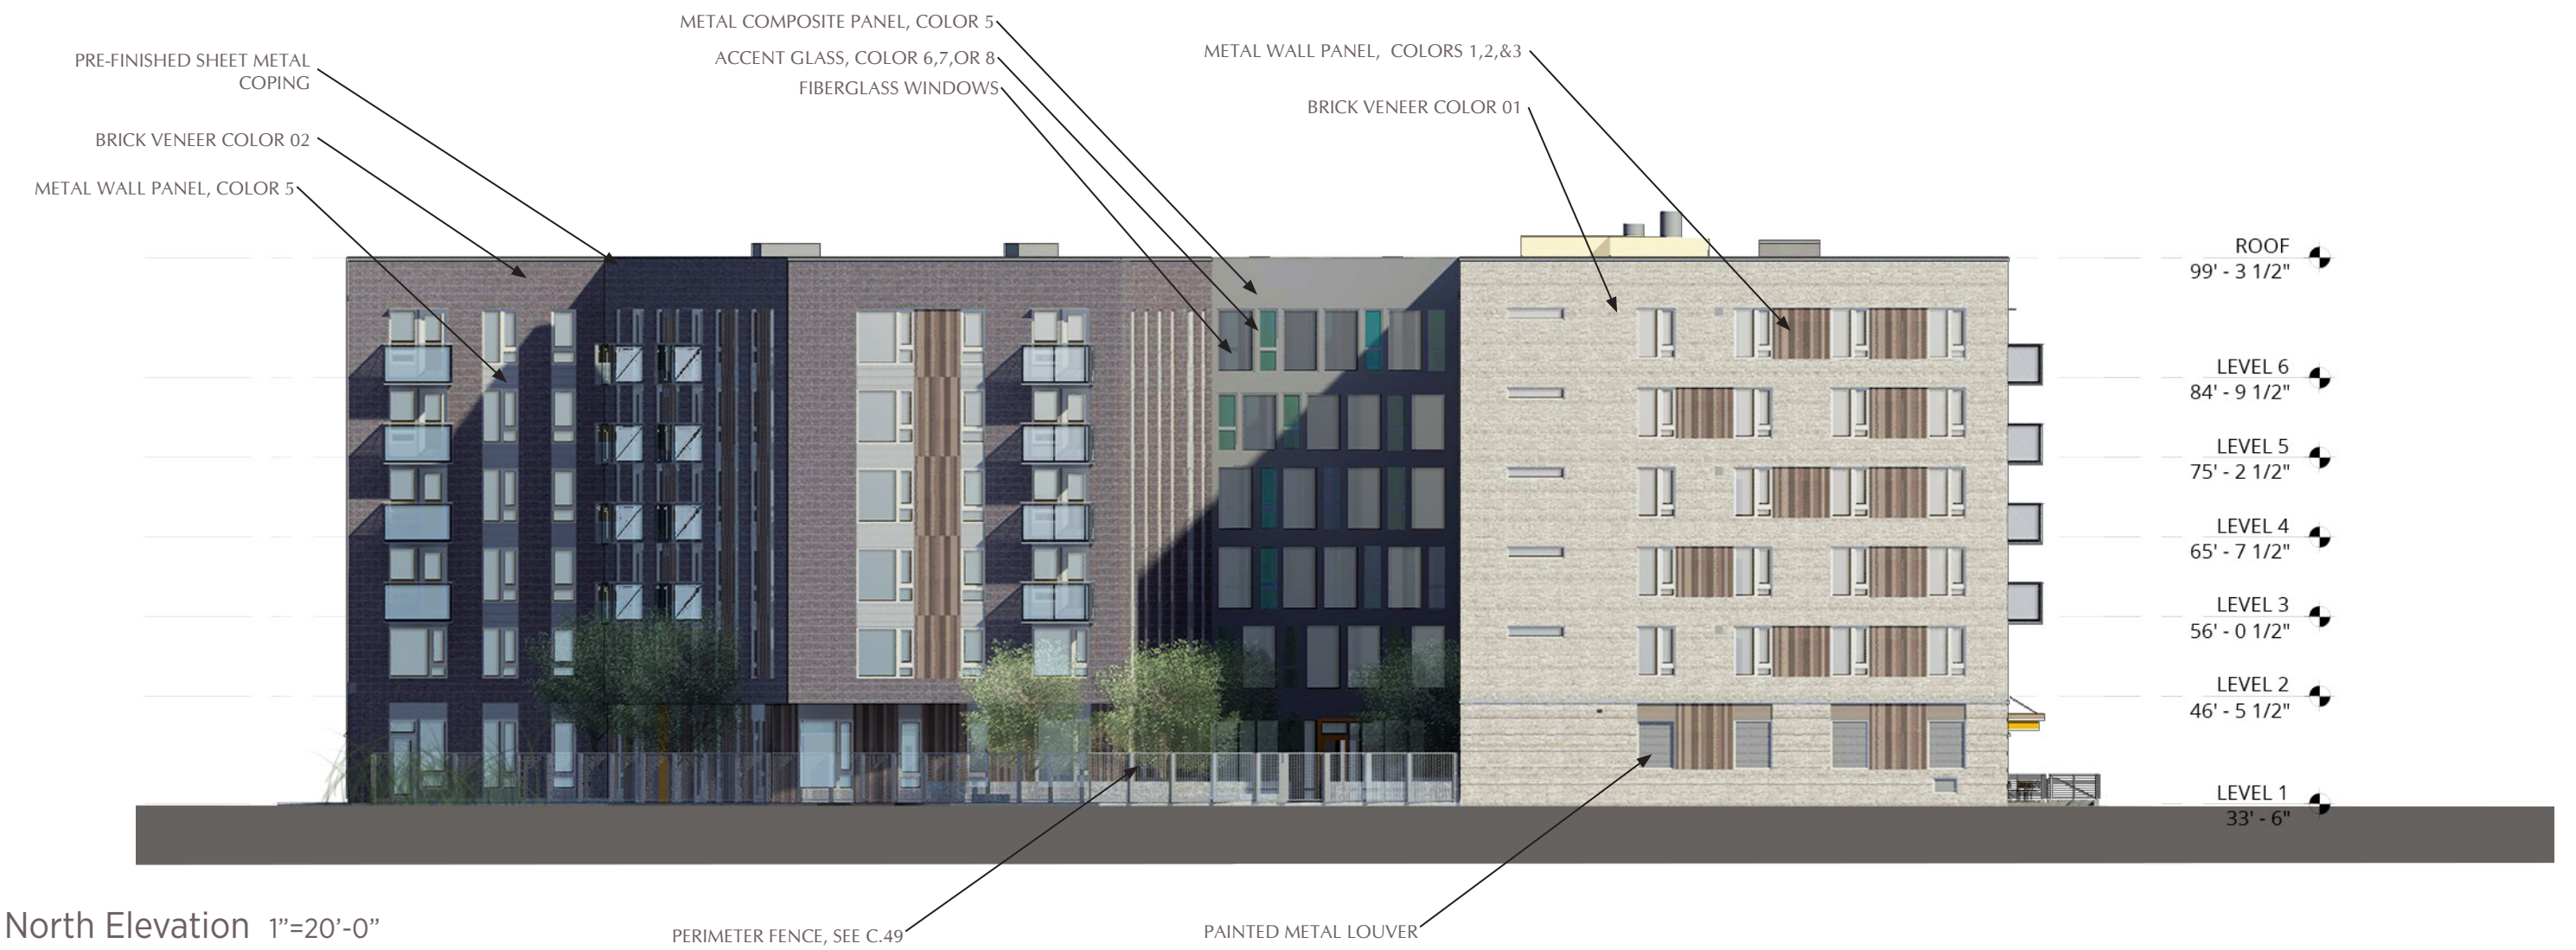 METAL COMPOSITE PANEL, COLOR 5
ACCENT GLASS, COLOR 6,7,OR 8
FIBERGLASS WINDOWS
METAL WALL PANEL, COLORS 1,2,&3
BRICK VENEER COLOR 01
PRE-FINISHED SHEET METAL
COPING
BRICK VENEER COLOR 02
METAL WALL PANEL, COLOR 5
ROOF
99' - 3 1/2"
LEVEL 6
84' - 9 1/2"
LEVEL 5
75' - 2 1/2"
LEVEL 4
65' - 7 1/2"
LEVEL 3
56' - 0 1/2"
LEVEL 2
46' - 5 1/2"
LEVEL 1
33' - 6"
North Elevation 1”=20’-0”
PERIMETER FENCE, SEE C.49
PAINTED METAL LOUVER